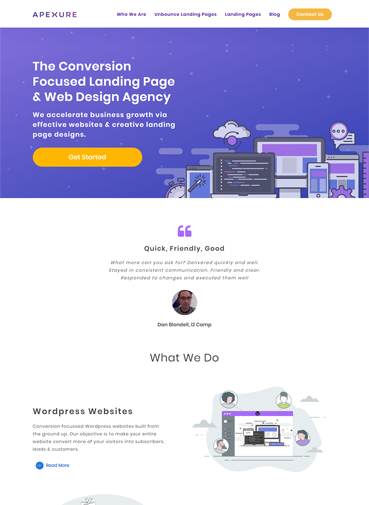 APEXURE
Who We Are
Unbounce Landing Pages
Landing Pages
Blog
Contact Us
The Conversion
Focused Landing Page
& Web Design Agency
We accelerate business growth via
effective websites & creative landing
page designs.
Get Started
Quick, Friendly, Good
What more can you ask for? Delivered quickly and well.
Stayed in consistent communication. Friendly and clear.
Responded to changes and executed them well
Dan Blondell, i2 Camp
What We Do
Wordpress Websites
Conversion focussed Wordpress websites built from
the ground up. Our objective is to make your entire
website convert more of your visitors into subscribers,
leads & customers.
Read More